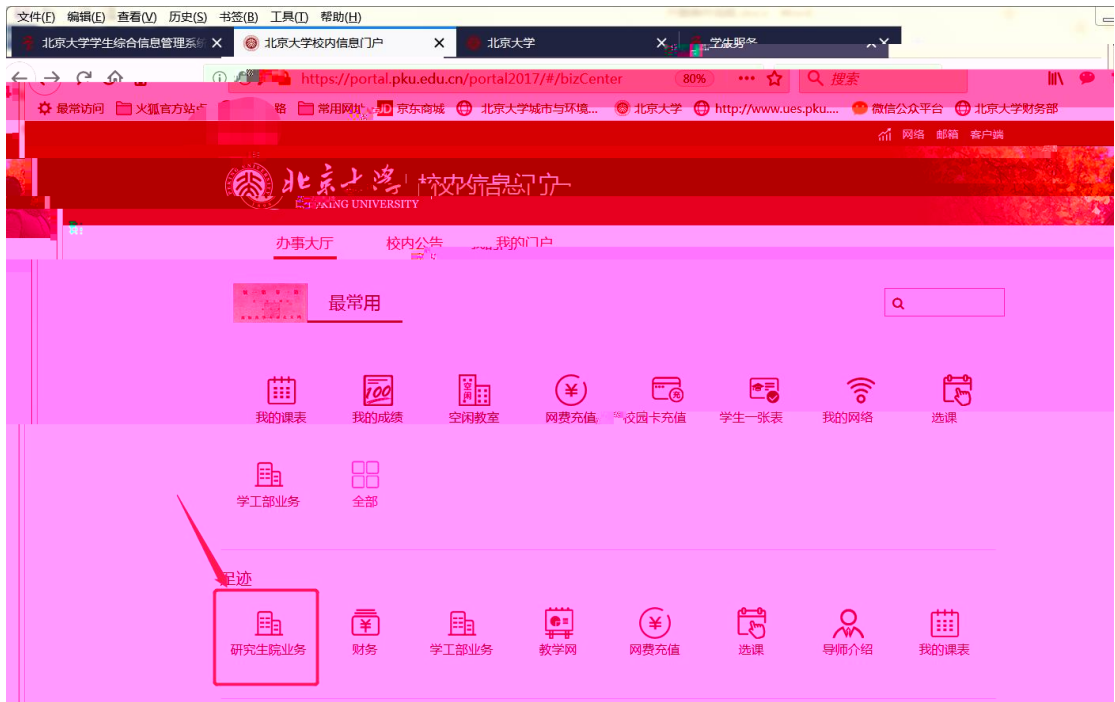 文件(F) 编辑(E) 查看(V) 历史(S) 书签(B) 工具(T) 帮助(H)
北京大学学生综合信息管理系统 北京大学校内信息门户 北京大学 学生服务
https://portal.pku.edu.cn/portal2017/#/bizCenter 80% 搜索
最常访问 火狐官方站点 常用网址 JD 京东商城 北京大学城市与环境... 北京大学 http://www.ues.pku.... 微信公众平台 北京大学财务部
网络 邮箱 客户端
北京大学 校内信息门户
PEKING UNIVERSITY
办事大厅 校内公告 我的门户
最常用
我的课表 我的成绩 空闲教室 网费充值 校园卡充值 学生一张表 我的网络 选课
学工部业务 全部
足迹
研究生院业务 财务 学工部业务 教学网 网费充值 选课 导师介绍 我的课表